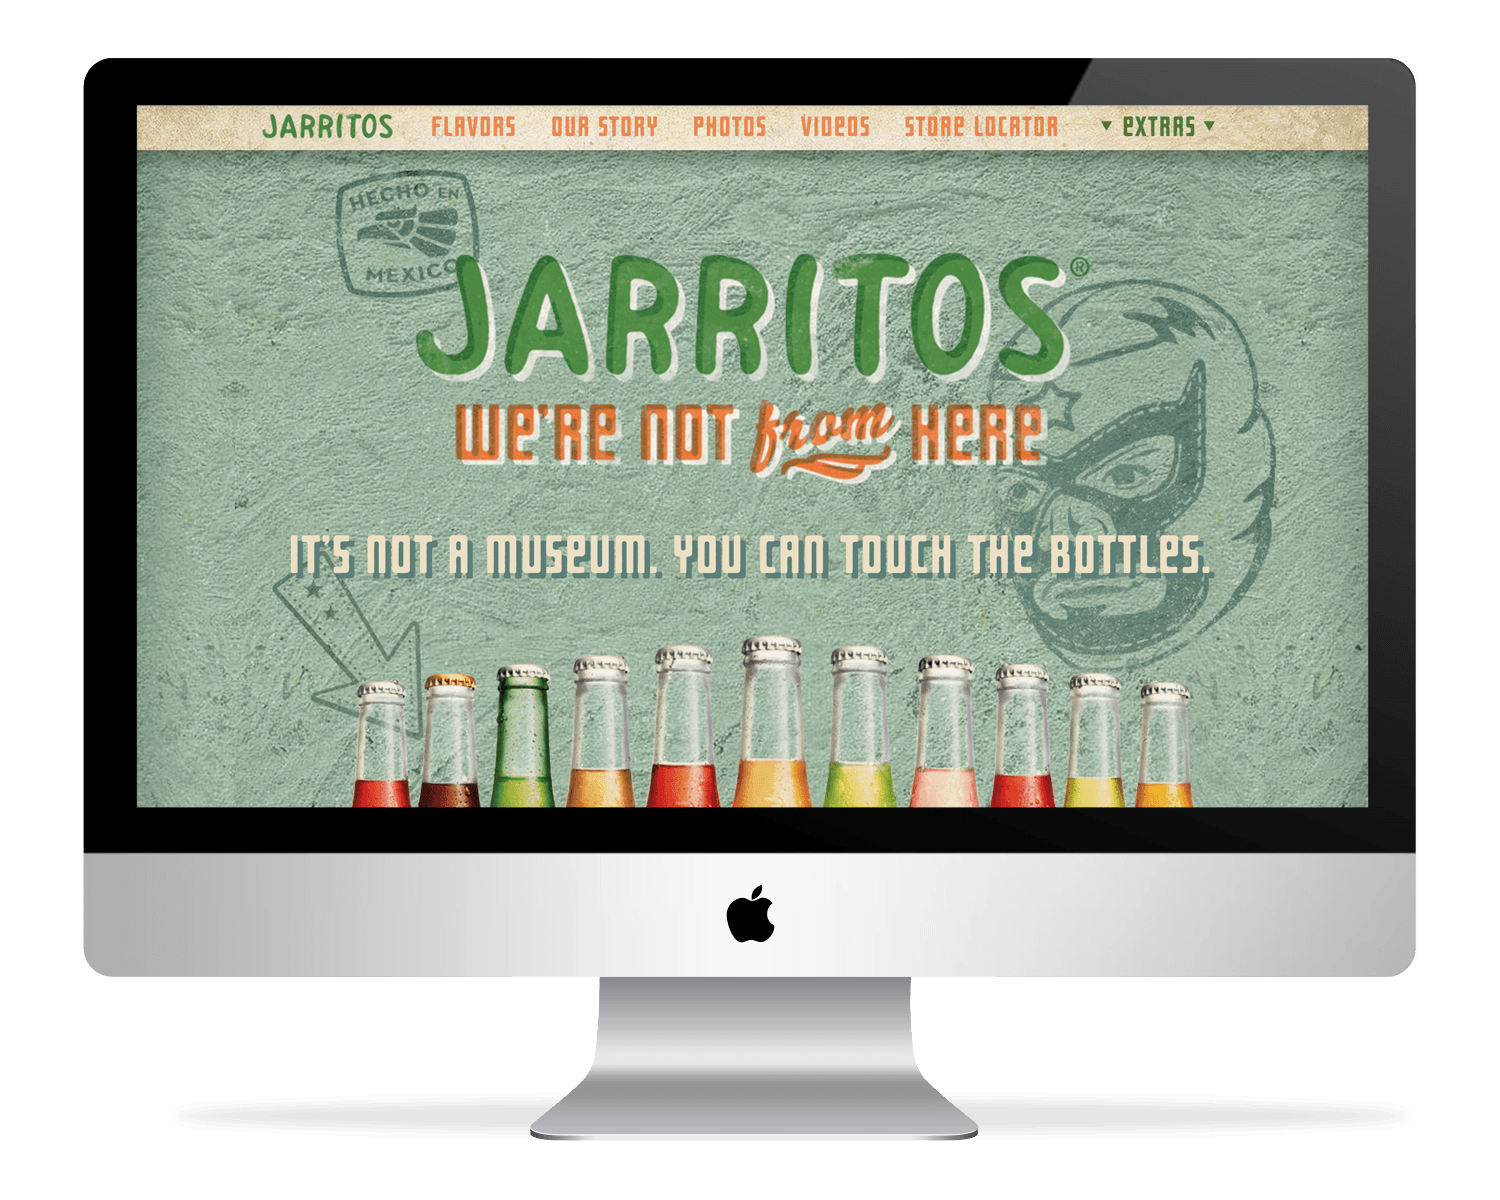 JARRITOS FLAVORS OUR STORY PHOTOS VIDEOS STORE LOCATOR EXTRAS
HECHO EN
MEXICO
JARRITOS®
WE'RE NOT from HERE
IT'S NOT A MUSEUM. YOU CAN TOUCH THE BOTTLES.